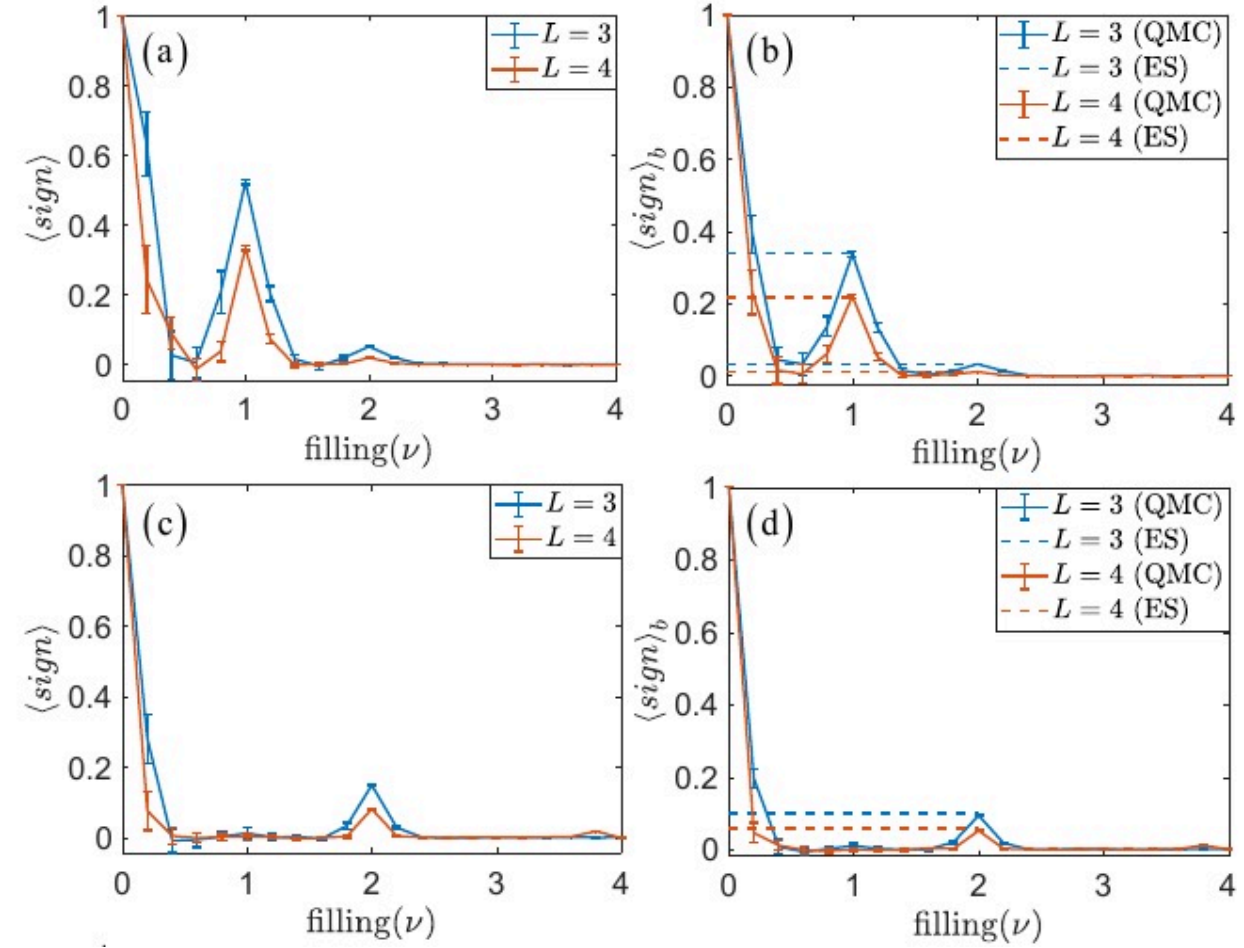 (a)
L = 3
L = 4
1
0.8
0.6
0.4
0.2
0
⟨sign⟩
0 1 2 3 4
filling(ν)
(b)
L = 3 (QMC)
L = 3 (ES)
L = 4 (QMC)
L = 4 (ES)
1
0.8
0.6
0.4
0.2
0
⟨sign⟩b
0 1 2 3 4
filling(ν)
(c)
L = 3
L = 4
1
0.8
0.6
0.4
0.2
0
⟨sign⟩
0 1 2 3 4
filling(ν)
(d)
L = 3 (QMC)
L = 3 (ES)
L = 4 (QMC)
L = 4 (ES)
1
0.8
0.6
0.4
0.2
0
⟨sign⟩b
0 1 2 3 4
filling(ν)